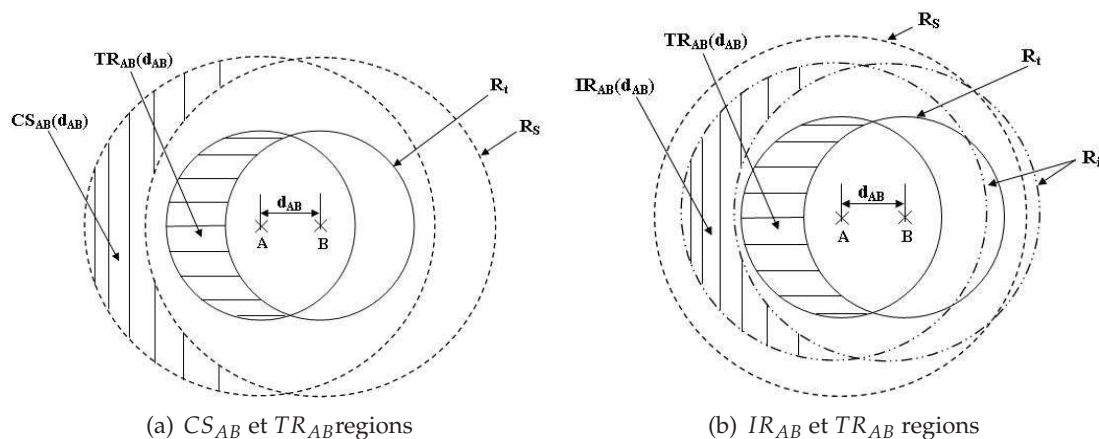 TR_AB(d_AB)
CS_AB(d_AB)
R_t
R_S
d_AB
A
B
(a) CS_AB et TR_AB regions
R_S
TR_AB(d_AB)
R_t
IR_AB(d_AB)
R_i
d_AB
A
B
(b) IR_AB et TR_AB regions